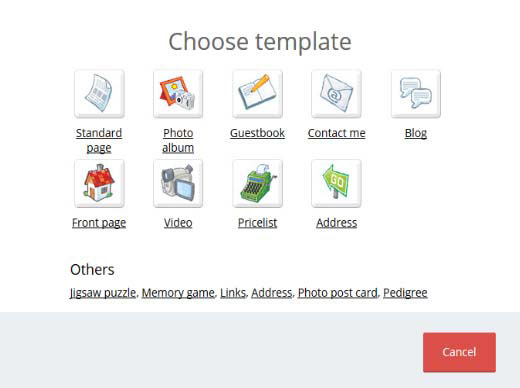 Choose template
Standard page
Photo album
Guestbook
Contact me
Blog
Front page
Video
Pricelist
GO
Address
Others
Jigsaw puzzle, Memory game, Links, Address, Photo post card, Pedigree
Cancel